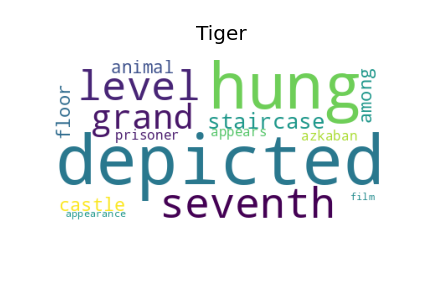 Tiger
animal
level
hung
floor
among
grand
staircase
prisoner
appears
azkaban
depicted
castle
seventh
film
appearance